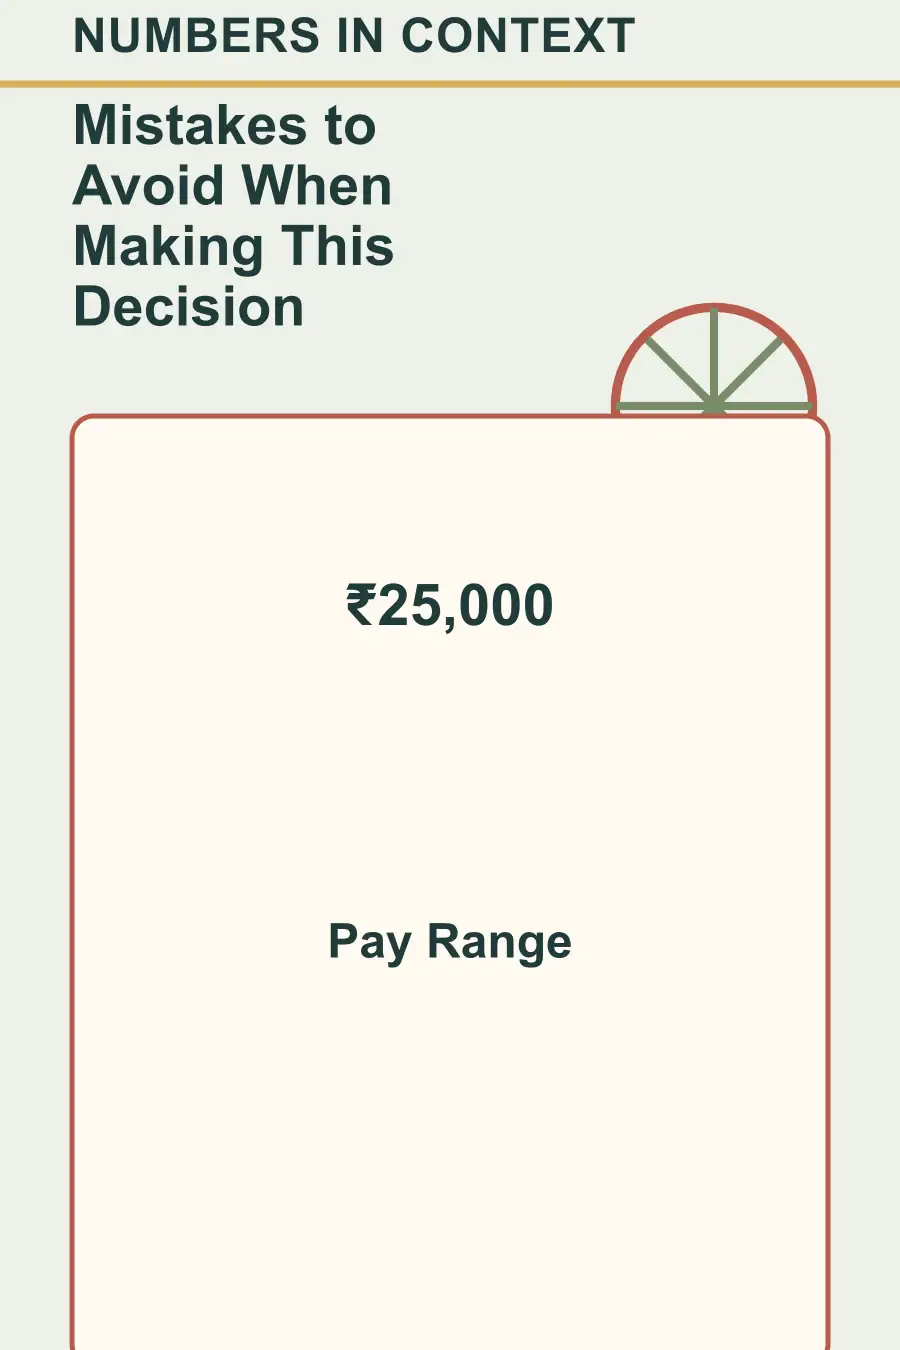 NUMBERS IN CONTEXT
Mistakes to
Avoid When
Making This
Decision
₹25,000
Pay Range